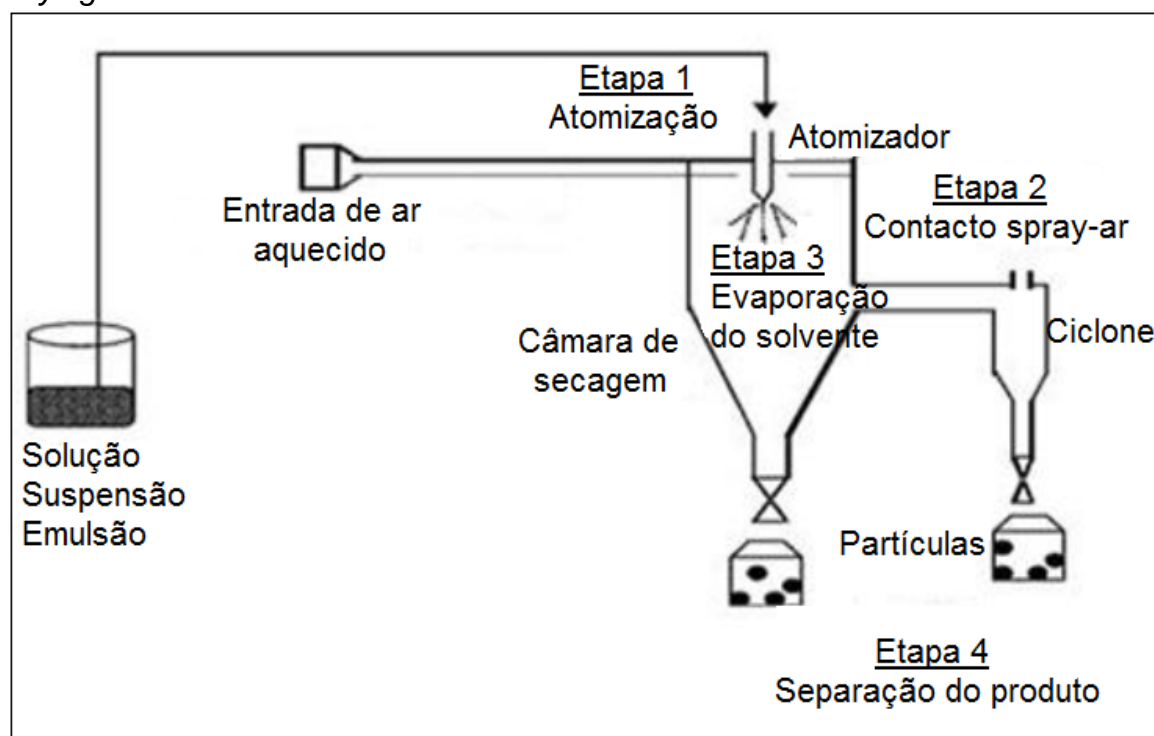 Etapa 1
Atomização
Atomizador
Entrada de ar
aquecido
Etapa 2
Contacto spray-ar
Etapa 3
Evaporação
do solvente
Câmara de
secagem
Ciclone
Solução
Suspensão
Emulsão
Partículas
Etapa 4
Separação do produto